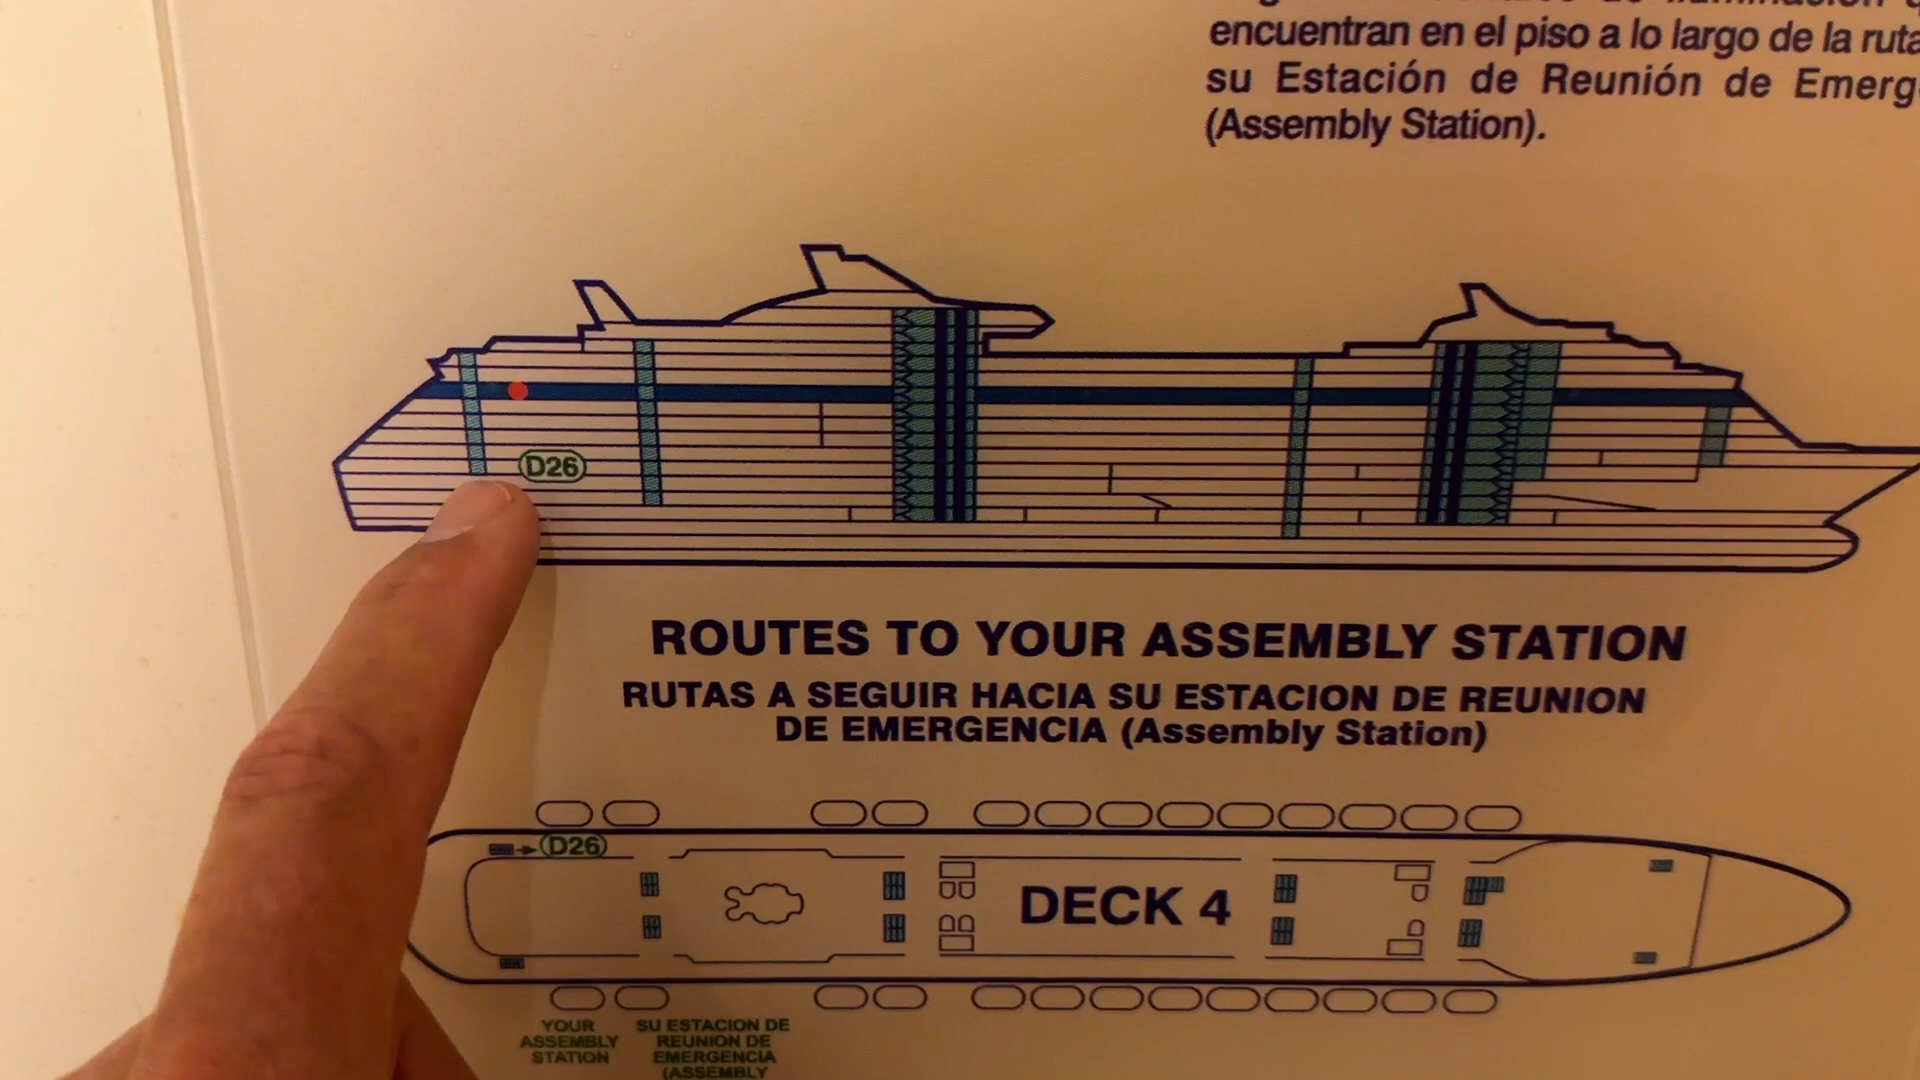 encuentran en el piso a lo largo de la ruta
su Estación de Reunión de Emerg
(Assembly Station).
D26
ROUTES TO YOUR ASSEMBLY STATION
RUTAS A SEGUIR HACIA SU ESTACION DE REUNION
DE EMERGENCIA (Assembly Station)
D26
DECK 4
YOUR
ASSEMBLY
STATION
SU ESTACION DE
REUNION DE
EMERGENCIA
(ASSEMBLY